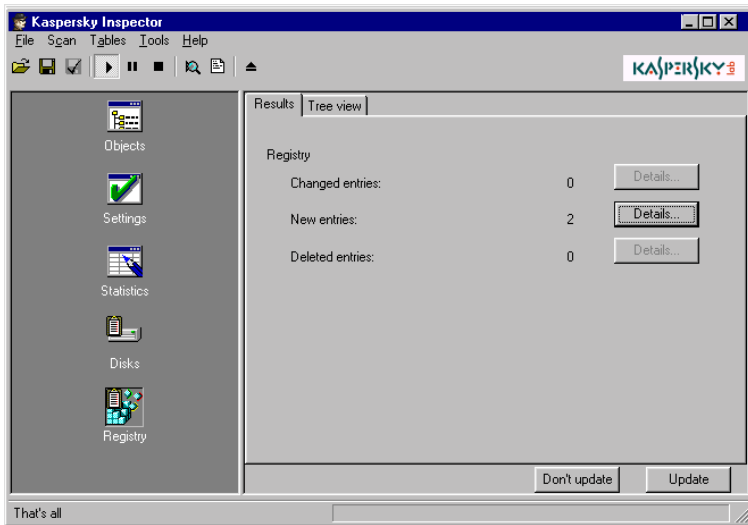 Kaspersky Inspector
File Scan Tables Tools Help
KASPERSKY LAB
Objects
Settings
Statistics
Disks
Registry
Results Tree view
Registry
Changed entries: 0 Details...
New entries: 2 Details...
Deleted entries: 0 Details...
Don't update Update
That's all